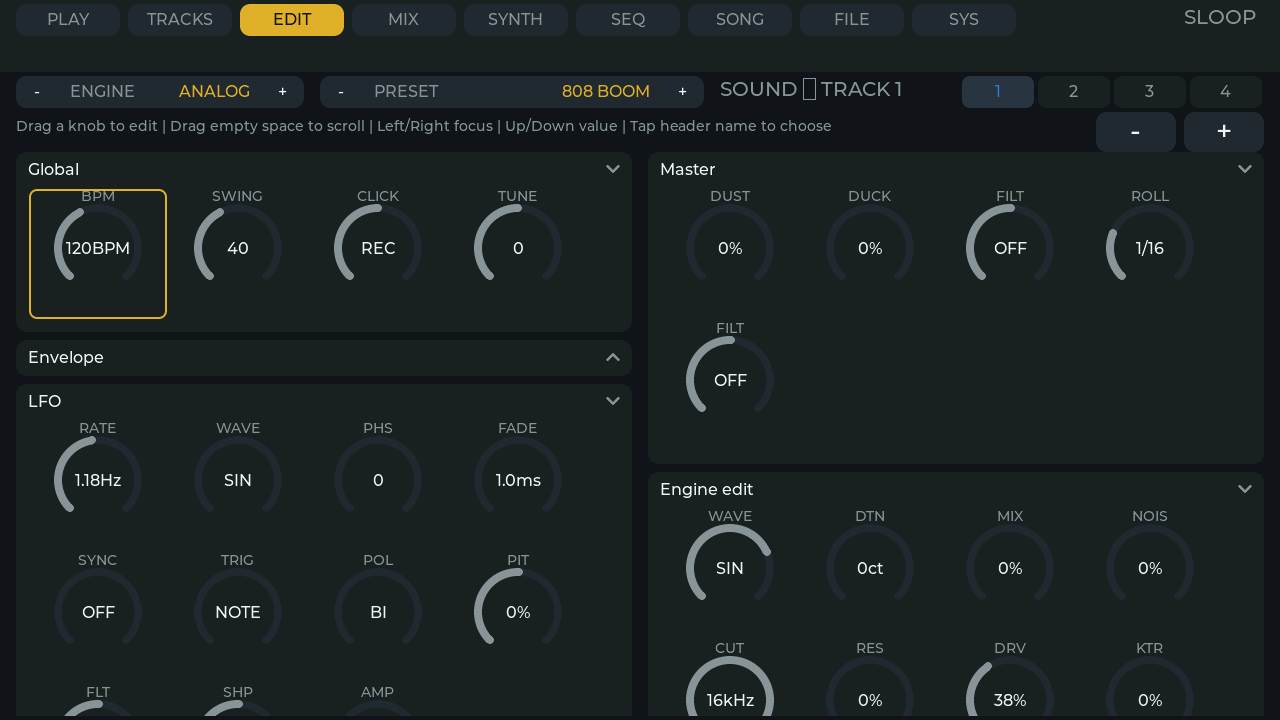 PLAY TRACKS EDIT MIX SYNTH SEQ SONG FILE SYS SLOOP
- ENGINE ANALOG + - PRESET 808 BOOM + SOUND TRACK 1 1 2 3 4
Drag a knob to edit | Drag empty space to scroll | Left/Right focus | Up/Down value | Tap header name to choose
- +
Global
BPM SWING CLICK TUNE
120BPM 40 REC 0
Master
DUST DUCK FILT ROLL
0% 0% OFF 1/16
FILT
OFF
Envelope
LFO
RATE WAVE PHS FADE
1.18Hz SIN 0 1.0ms
SYNC TRIG POL PIT
OFF NOTE BI 0%
FLT SHP AMP
Engine edit
WAVE DTN MIX NOIS
SIN 0ct 0% 0%
CUT RES DRV KTR
16kHz 0% 38% 0%